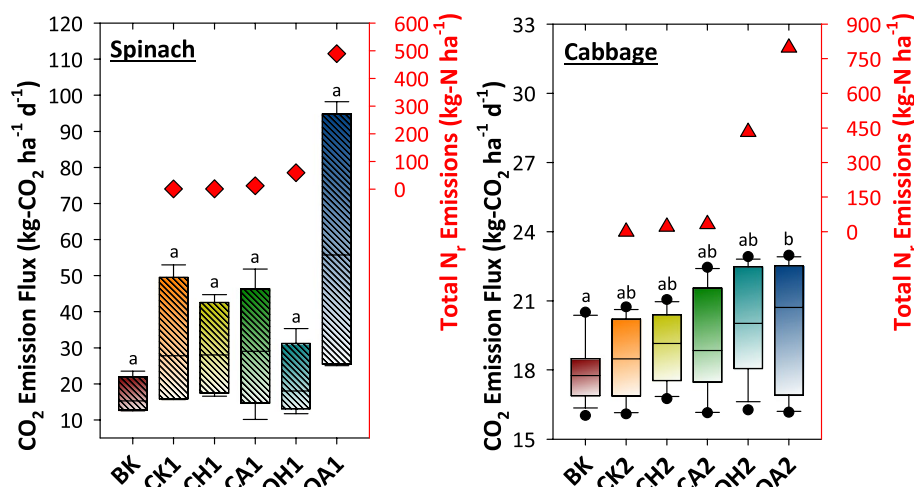 Spinach
CO₂ Emission Flux (kg-CO₂ ha⁻¹ d⁻¹)
120
110
100
90
80
70
60
50
40
30
20
10
a
a
a
a
a
a
600
500
400
300
200
100
0
Total Nᵣ Emissions (kg-N ha⁻¹)
BK
CK1
CH1
CA1
OH1
OA1
Cabbage
CO₂ Emission Flux (kg-CO₂ ha⁻¹ d⁻¹)
33
30
27
24
21
18
15
a
ab
ab
ab
ab
b
900
750
600
450
300
150
0
Total Nᵣ Emissions (kg-N ha⁻¹)
BK
CK2
CH2
CA2
OH2
OA2